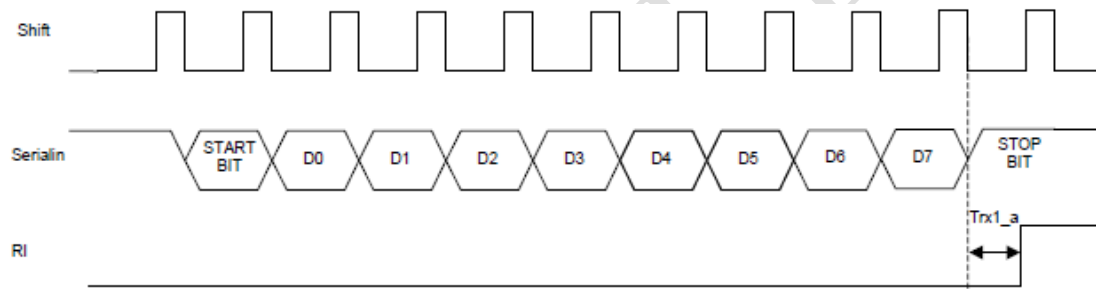 Shift
Serialin
START
BIT
D0
D1
D2
D3
D4
D5
D6
D7
STOP
BIT
Trx1_a
RI